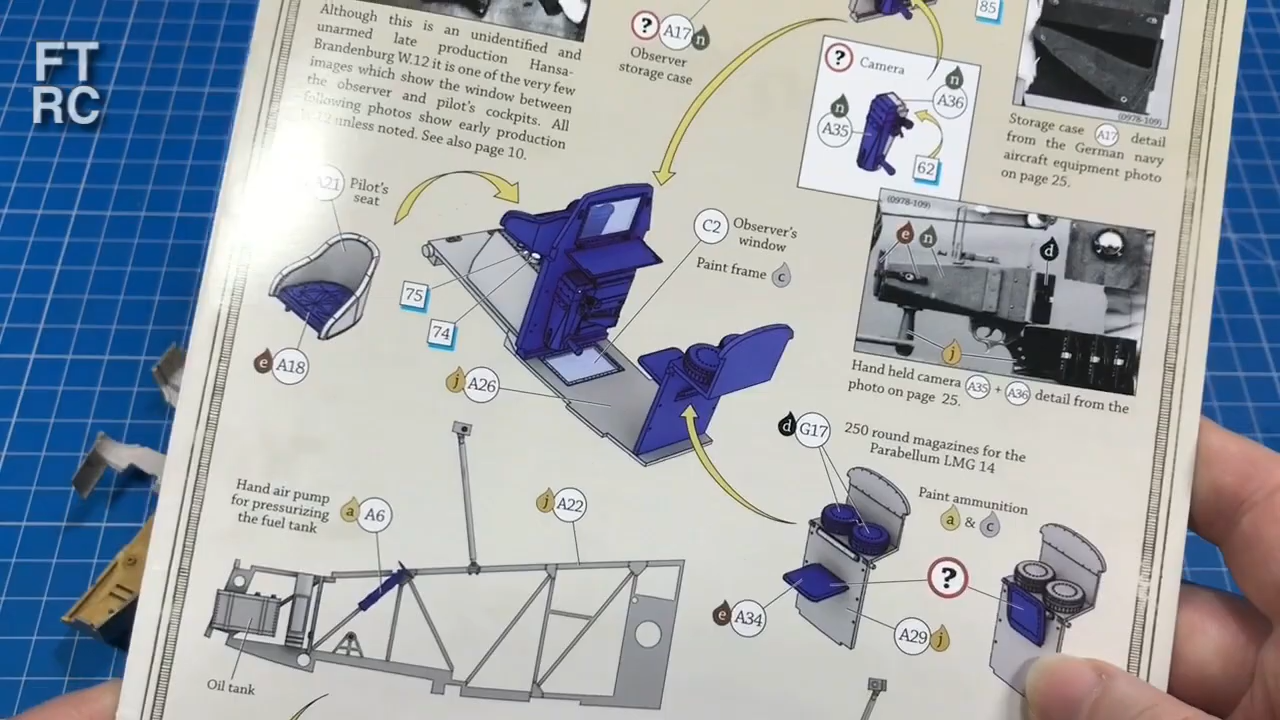 FT
RC
Although this is an unidentified and
unarmed late production Hansa-
Brandenburg W.12 it is one of the very few
images which show the window between
the observer and pilot's cockpits. All
following photos show early production
unless noted. See also page 10.
? A17 n
Observer
storage case
85
? Camera
n
A36
n
A35
62
(0978-109)
Storage case A17 detail
from the German navy
aircraft equipment photo
on page 25.
A21 Pilot's
seat
e A18
75
74
C2 Observer's
window
Paint frame c
j A26
(0978-109)
e n
d
j
Hand held camera A35 + A36 detail from the
photo on page 25.
d G17 250 round magazines for the
Parabellum LMG 14
Paint ammunition
a & c
Hand air pump
for pressurizing
the fuel tank
a A6
j A22
?
e A34
A29 j
Oil tank